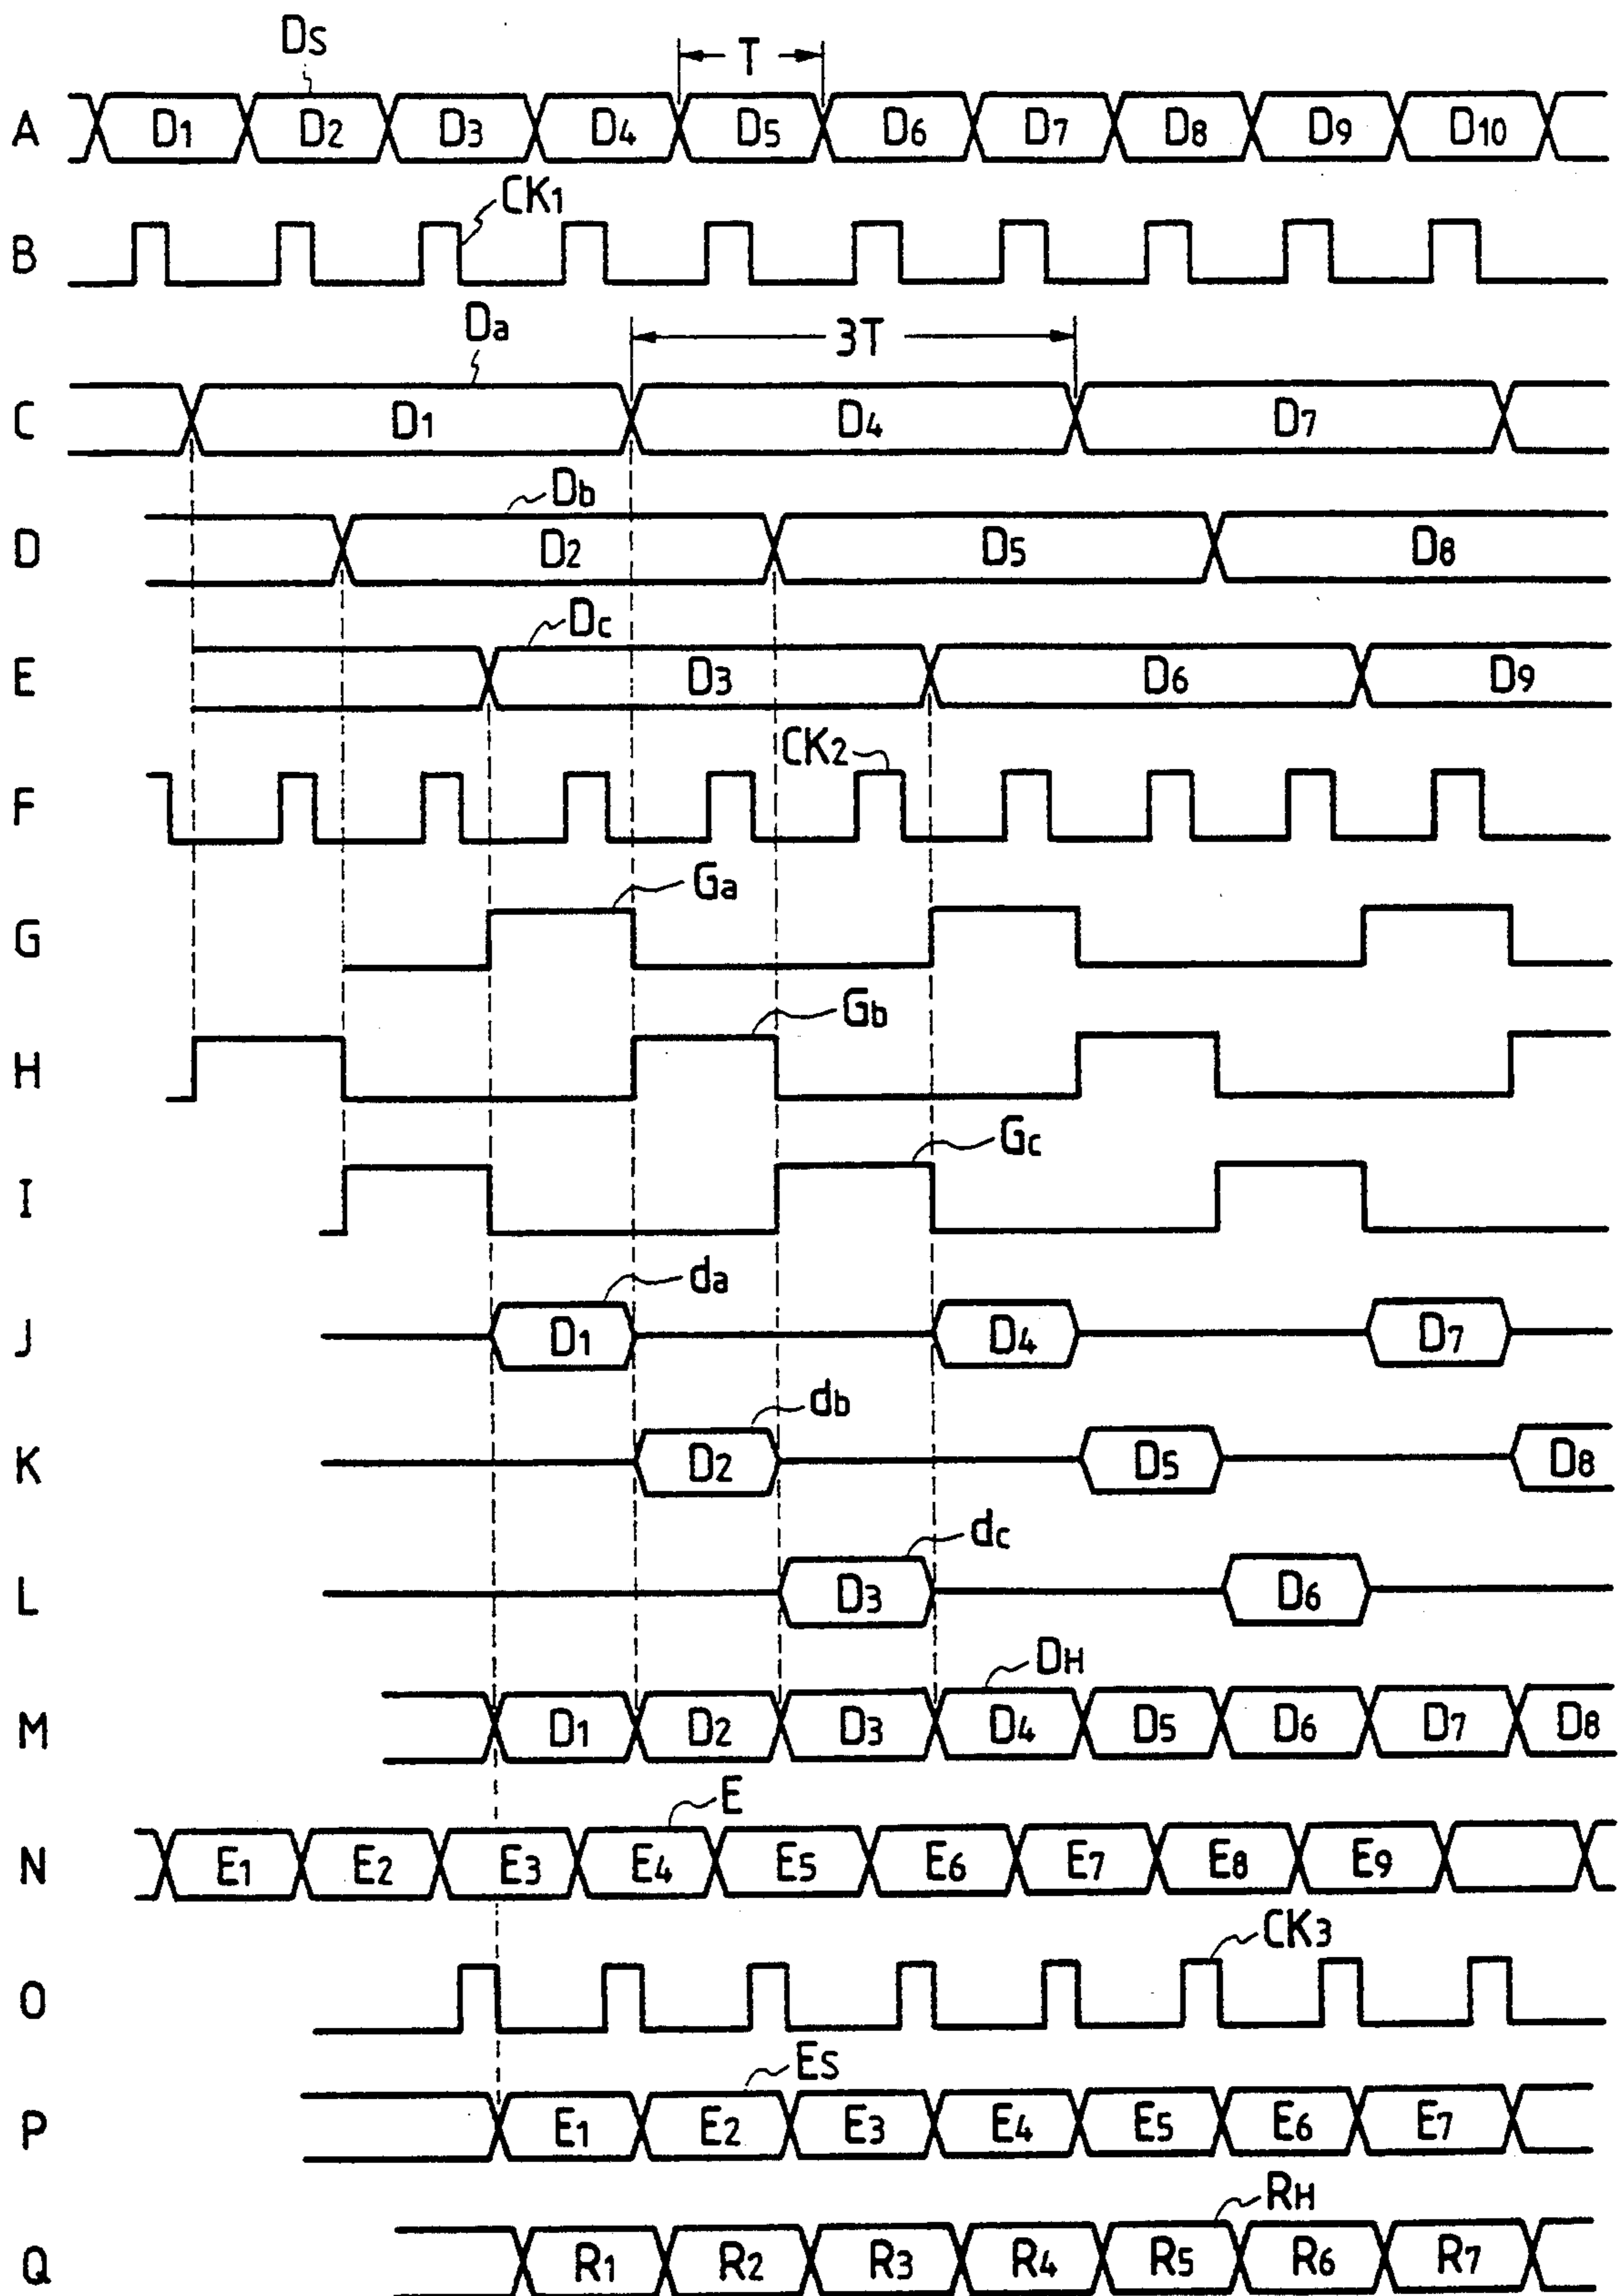 Ds
T
A D1 D2 D3 D4 D5 D6 D7 D8 D9 D10
CK1
B
Da
3T
C D1 D4 D7
Db
D D2 D5 D8
Dc
E D3 D6 D9
CK2
F
Ga
G
Gb
H
Gc
I
da
J D1 D4 D7
db
K D2 D5 D8
dc
L D3 D6
DH
M D1 D2 D3 D4 D5 D6 D7 D8
E
N E1 E2 E3 E4 E5 E6 E7 E8 E9
CK3
O
Es
P E1 E2 E3 E4 E5 E6 E7
RH
Q R1 R2 R3 R4 R5 R6 R7